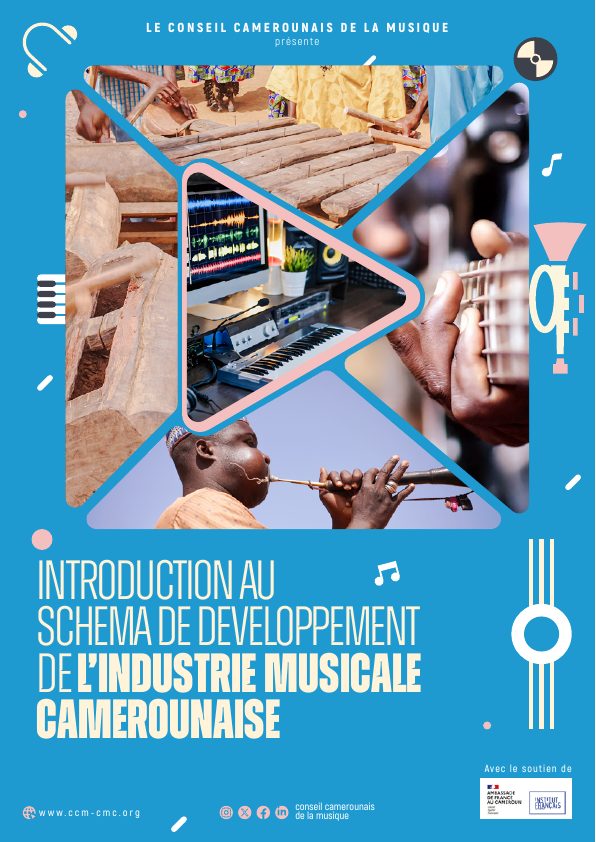 LE CONSEIL CAMEROUNAIS DE LA MUSIQUE
présente
INTRODUCTION AU
SCHEMA DE DEVELOPPEMENT
DE L'INDUSTRIE MUSICALE
CAMEROUNAISE
Avec le soutien de
AMBASSADE
DE FRANCE
AU CAMEROUN
INSTITUT
FRANÇAIS
www.ccm-cmc.org
conseil camerounais
de la musique